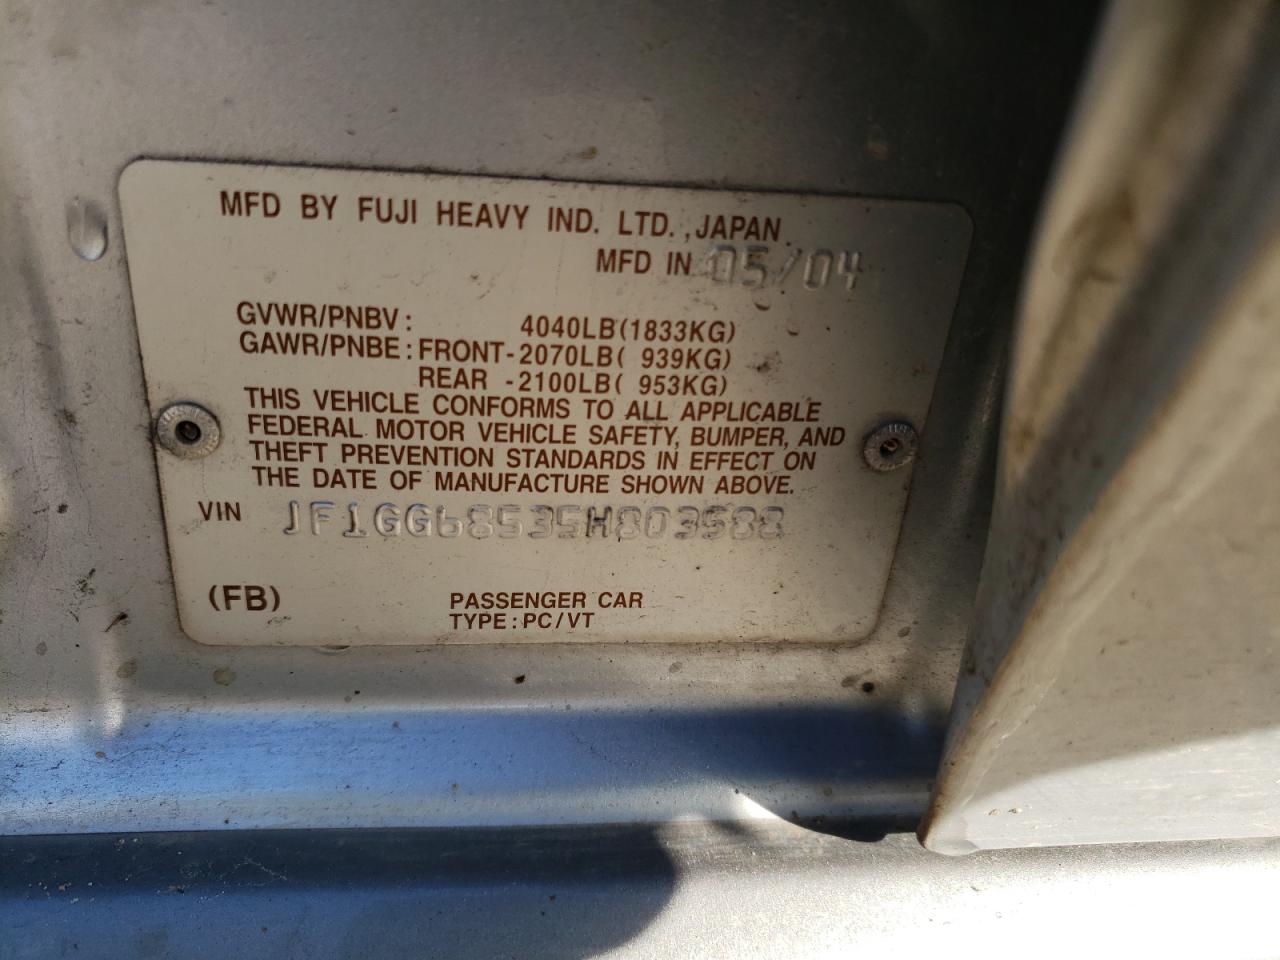 MFD BY FUJI HEAVY IND. LTD., JAPAN
MFD IN 05/04
GVWR/PNBV: 4040LB(1833KG)
GAWR/PNBE: FRONT-2070LB( 939KG)
REAR -2100LB( 953KG)
THIS VEHICLE CONFORMS TO ALL APPLICABLE
FEDERAL MOTOR VEHICLE SAFETY, BUMPER, AND
THEFT PREVENTION STANDARDS IN EFFECT ON
THE DATE OF MANUFACTURE SHOWN ABOVE.
VIN JF1GG68535H803588
(FB) PASSENGER CAR
TYPE: PC/VT